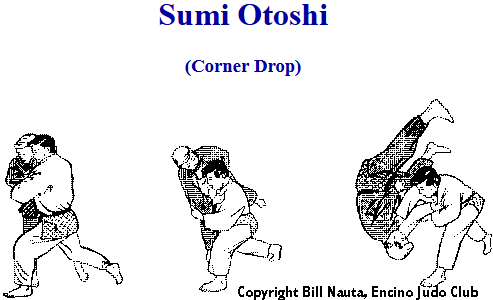 Sumi Otoshi
(Corner Drop)
Copyright Bill Nauta, Encino Judo Club